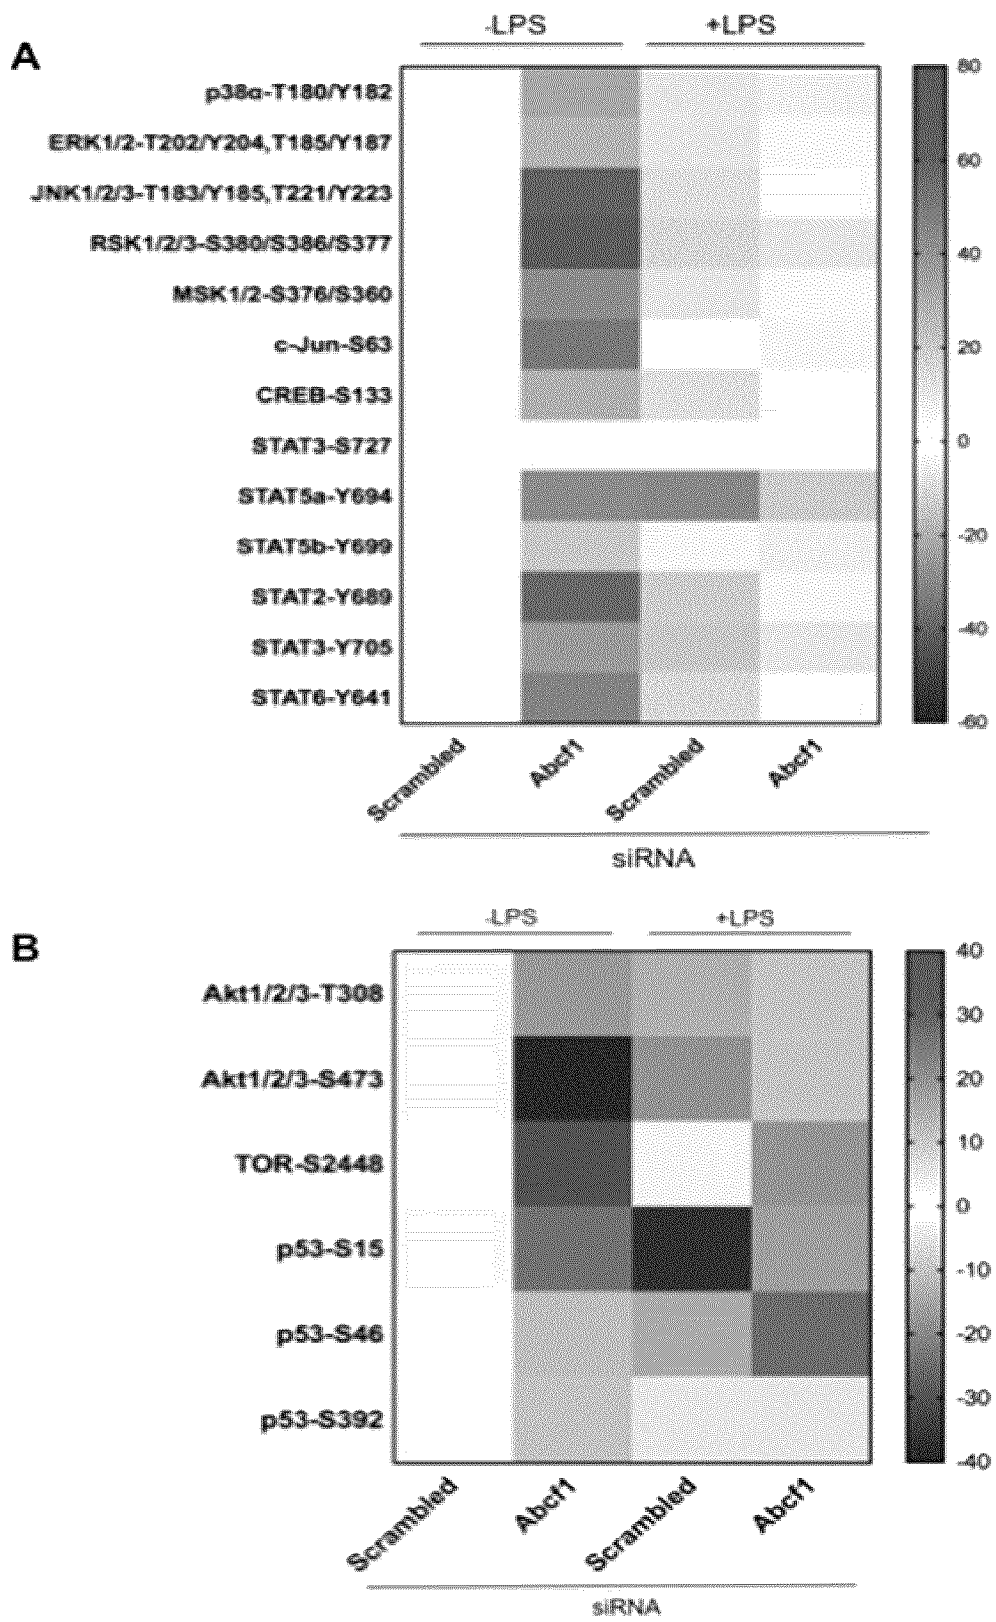 A
-LPS +LPS
p38α-T180/Y182
ERK1/2-T202/Y204,T185/Y187
JNK1/2/3-T183/Y185,T221/Y223
RSK1/2/3-S380/S386/S377
MSK1/2-S376/S360
c-Jun-S63
CREB-S133
STAT3-S727
STAT5a-Y694
STAT5b-Y699
STAT2-Y689
STAT3-Y705
STAT6-Y641
80
60
40
20
0
-20
-40
-60
Scrambled Abcf1 Scrambled Abcf1
siRNA
B
-LPS +LPS
Akt1/2/3-T308
Akt1/2/3-S473
TOR-S2448
p53-S15
p53-S46
p53-S392
40
30
20
10
0
-10
-20
-30
-40
Scrambled Abcf1 Scrambled Abcf1
siRNA